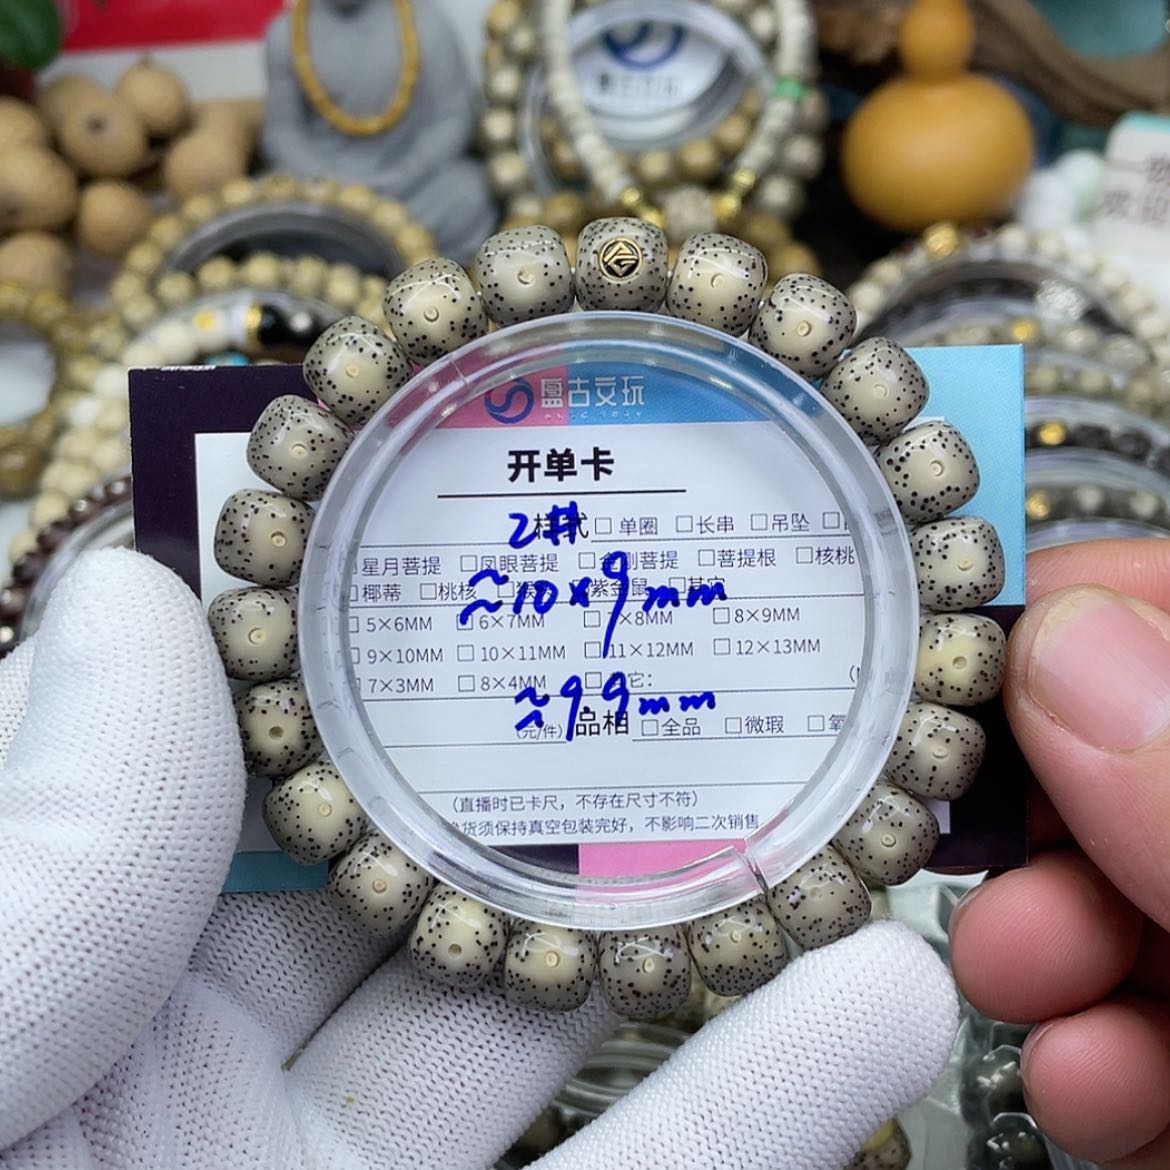 盘古文玩
开单卡
2#
样式 □ 单圈 □长串 □吊坠 □
星月菩提 □凤眼菩提 □金刚菩提 □菩提根 □核桃
□椰蒂 □桃核 □ 紫金鼠 □其它
≈10×9mm
□ 5×6MM □ 6×7MM □ 7×8MM □ 8×9MM
□ 9×10MM □ 10×11MM □ 11×12MM □ 12×13MM
□ 7×3MM □ 8×4MM □ 其它:
≈9.9mm
(元/件) 品相 □全品 □微瑕 □氧
(直播时已卡尺，不存在尺寸不符)
货须保持真空包装完好，不影响二次销售